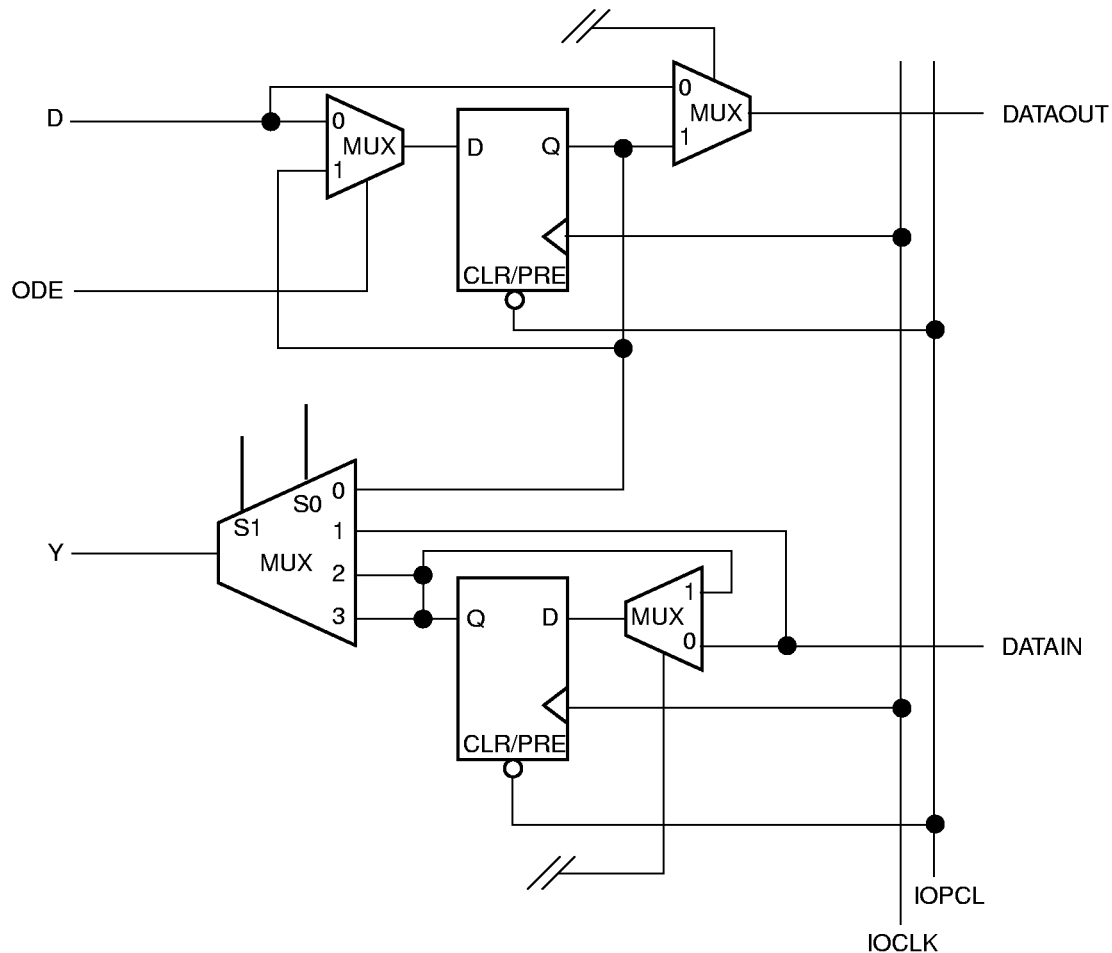 0
MUX
1
DATAOUT
D
0
MUX
1
D
Q
CLR/PRE
ODE
S0
S1
0
1
2
3
MUX
Y
Q
D
CLR/PRE
1
MUX
0
DATAIN
IOPCL
IOCLK